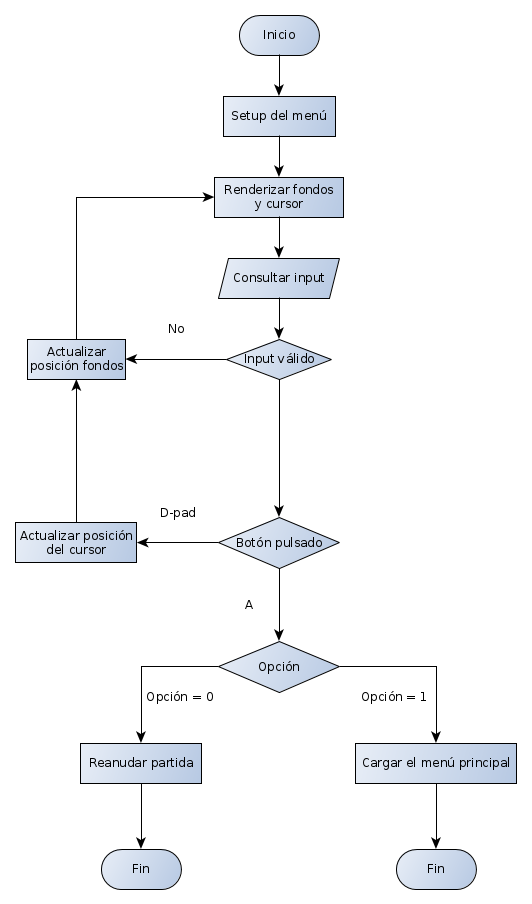 Inicio
Setup del menú
Renderizar fondos
y cursor
Consultar input
No
Actualizar
posición fondos
Input válido
D-pad
Actualizar posición
del cursor
Botón pulsado
A
Opción
Opción = 0
Opción = 1
Reanudar partida
Cargar el menú principal
Fin
Fin